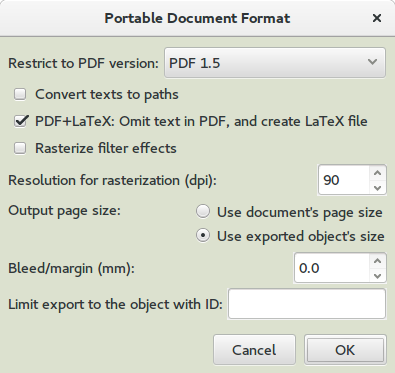 Portable Document Format
Restrict to PDF version: PDF 1.5
Convert texts to paths
PDF+LaTeX: Omit text in PDF, and create LaTeX file
Rasterize filter effects
Resolution for rasterization (dpi): 90
Output page size: Use document's page size
Use exported object's size
Bleed/margin (mm): 0.0
Limit export to the object with ID:
Cancel OK